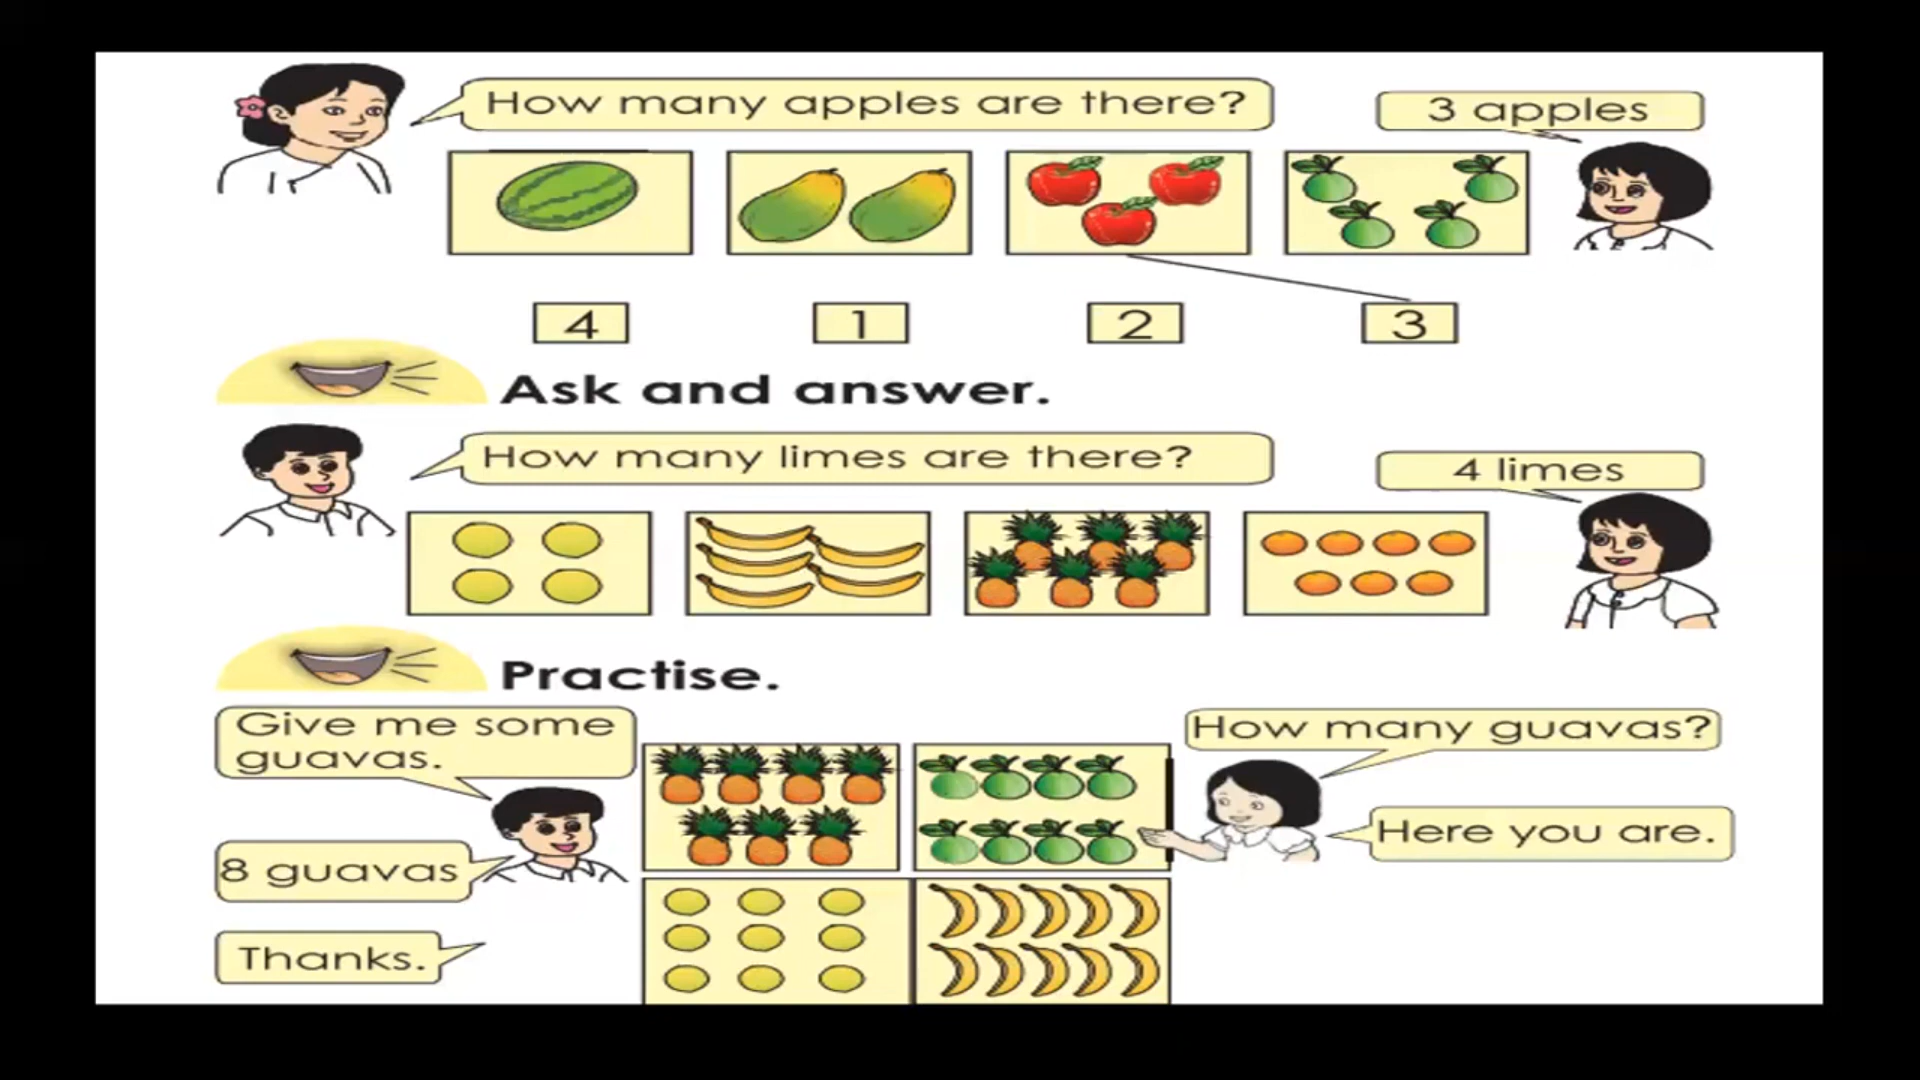 How many apples are there?
3 apples
4
1
2
3
Ask and answer.
How many limes are there?
4 limes
Practise.
Give me some
guavas.
How many guavas?
8 guavas
Here you are.
Thanks.